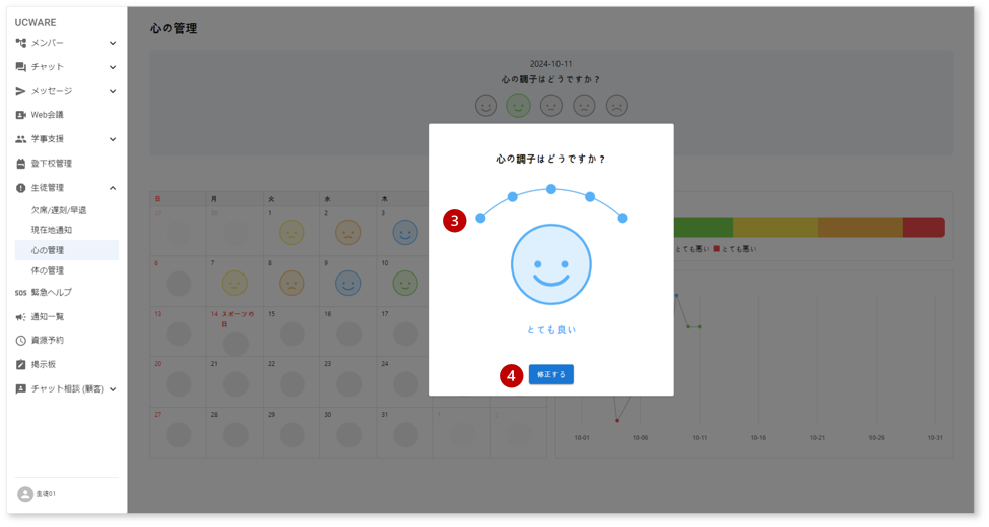 UCWARE
メンバー
チャット
メッセージ
Web会議
学事支援
登下校管理
生徒管理
欠席/遅刻/早退
現在地通知
心の管理
体の管理
SOS 緊急ヘルプ
通知一覧
資源予約
掲示板
チャット相談 (顧客)
生徒01
心の管理
2024-10-11
心の調子はどうですか？
心の調子はどうですか？
3
とても良い
4 修正する
日 月 火 水 木
29 30 1 2 3
6 7 8 9 10
13 14 スポーツの日 15 16 17
20 21 22 23 24
27 28 29 30 31 1 2
とても悪い とても悪い
10-01 10-06 10-11 10-16 10-21 10-26 10-31